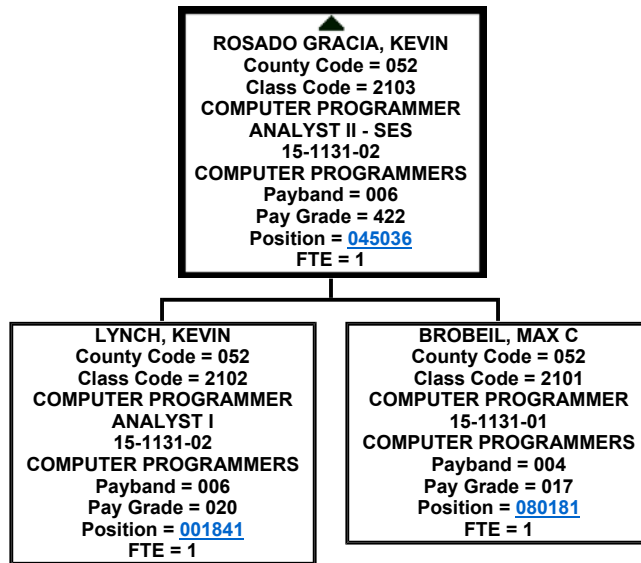 ROSADO GRACIA, KEVIN
County Code = 052
Class Code = 2103
COMPUTER PROGRAMMER
ANALYST II - SES
15-1131-02
COMPUTER PROGRAMMERS
Payband = 006
Pay Grade = 422
Position = 045036
FTE = 1
LYNCH, KEVIN
County Code = 052
Class Code = 2102
COMPUTER PROGRAMMER
ANALYST I
15-1131-02
COMPUTER PROGRAMMERS
Payband = 006
Pay Grade = 020
Position = 001841
FTE = 1
BROBEIL, MAX C
County Code = 052
Class Code = 2101
COMPUTER PROGRAMMER
15-1131-01
COMPUTER PROGRAMMERS
Payband = 004
Pay Grade = 017
Position = 080181
FTE = 1